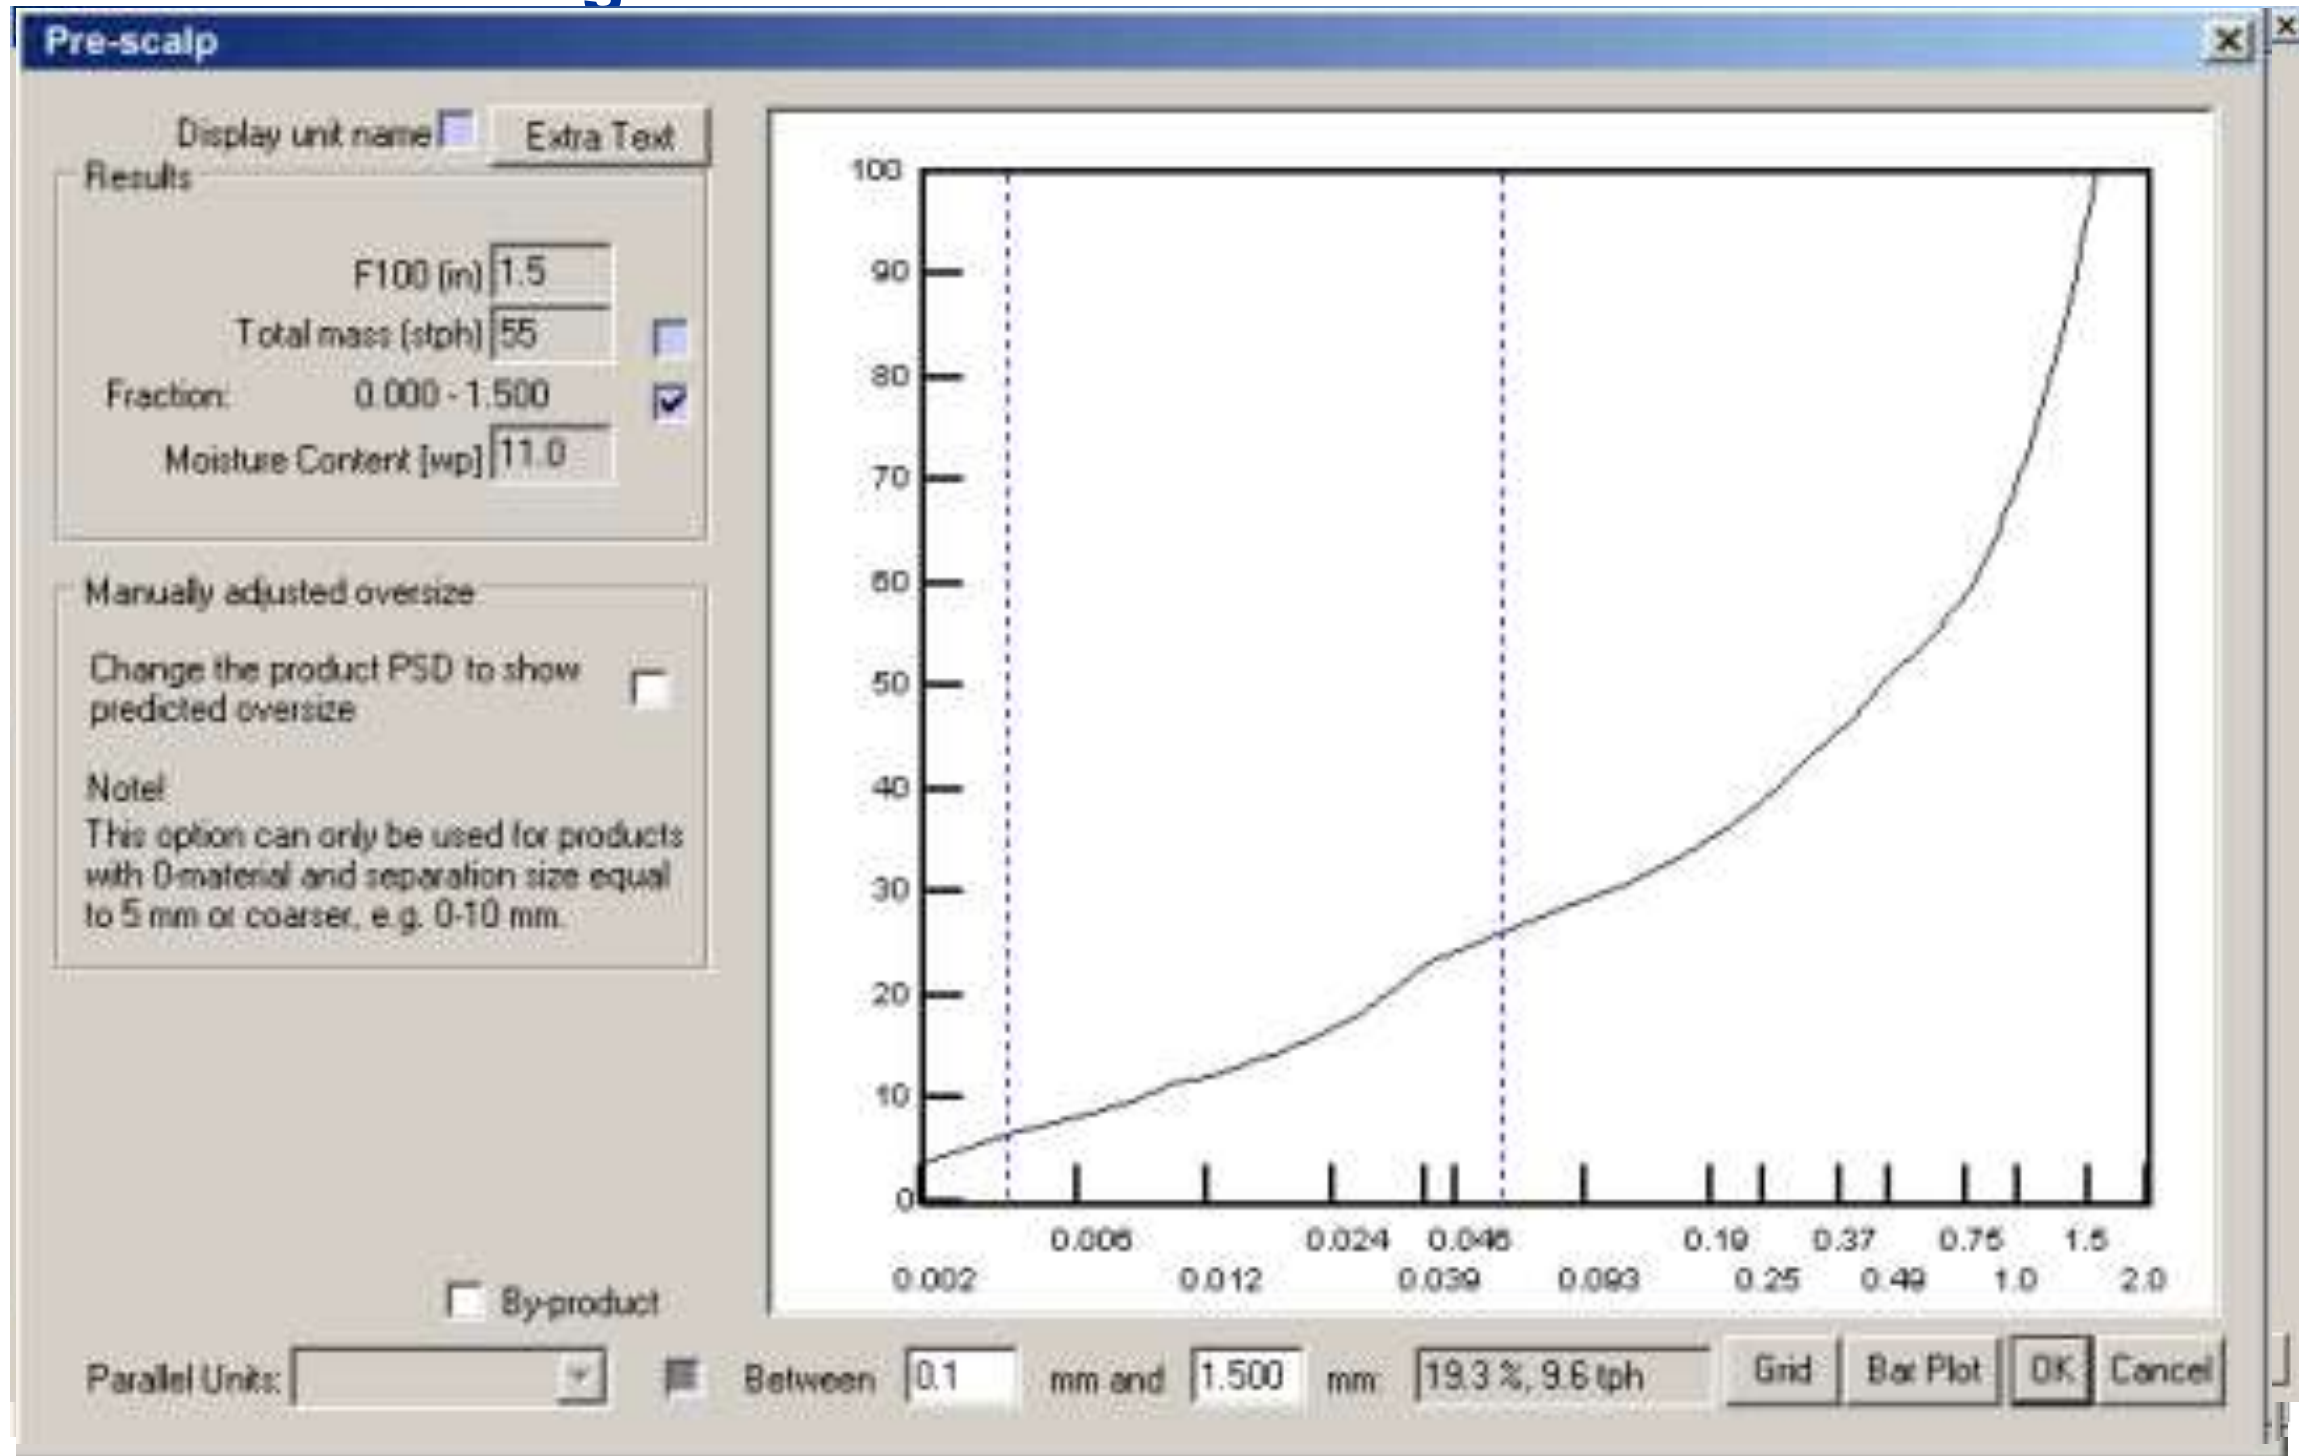 Pre-scalp
Display unit name
Extra Text
Results
F100 (in) 1.5
Total mass (stph) 55
Fraction: 0.000 - 1.500
Moisture Content [wp] 11.0
Manually adjusted oversize
Change the product PSD to show
predicted oversize
Note!
This option can only be used for products
with 0-material and separation size equal
to 5 mm or coarser, e.g. 0-10 mm.
By-product
Parallel Units:
100
90
80
70
60
50
40
30
20
10
0
0.006 0.024 0.046 0.19 0.37 0.75 1.5
0.002 0.012 0.039 0.093 0.25 0.49 1.0 2.0
Between 0.1 mm and 1.500 mm 19.3 %, 9.6 tph
Grid
Bar Plot
OK
Cancel